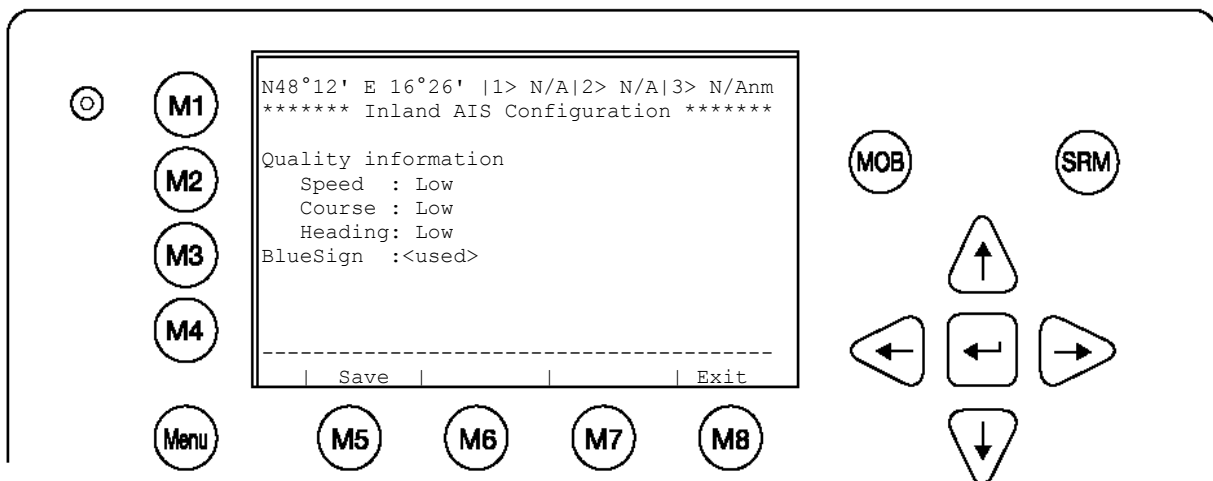 N48°12' E 16°26' |1> N/A|2> N/A|3> N/Anm
******* Inland AIS Configuration *******
Quality information
Speed : Low
Course : Low
Heading: Low
BlueSign :<used>
----------------------------------------
| Save | | | Exit
M1
M2
M3
M4
Menu
M5
M6
M7
M8
MOB
SRM